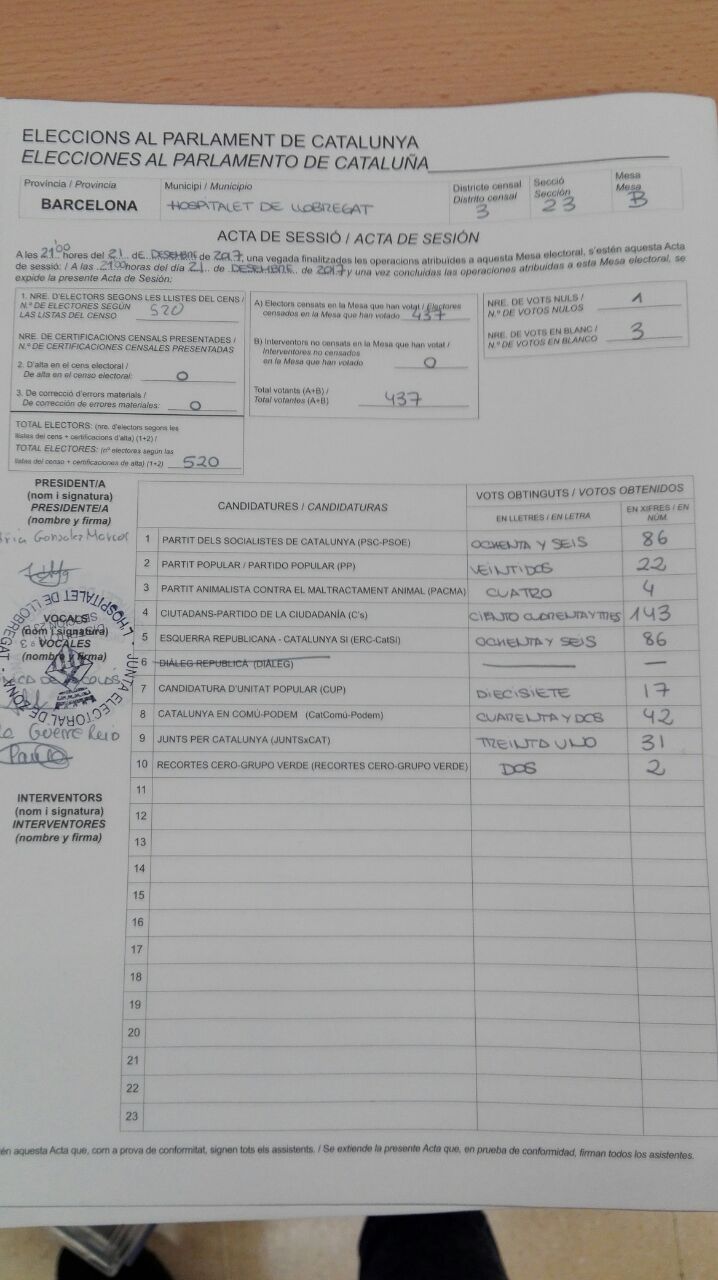 ELECCIONS AL PARLAMENT DE CATALUNYA
ELECCIONES AL PARLAMENTO DE CATALUÑA
Província / Provincia
BARCELONA
Municipi / Municipio
HOSPITALET DE LLOBREGAT
Districte censal
Distrito censal
3
Secció
Sección
23
Mesa
Mesa
B
ACTA DE SESSIÓ / ACTA DE SESIÓN
A les 21'00 hores del 21 de DESEMBRE de 2017, una vegada finalitzades les operacions atribuïdes a aquesta Mesa electoral, s'estén aquesta Acta
de sessió: / A las 21'00 horas del día 21 de DESEMBRE de 2017 y una vez concluidas las operaciones atribuidas a esta Mesa electoral, se
expide la presente Acta de Sesión:
1. NRE. D'ELECTORS SEGONS LES LLISTES DEL CENS /
N.º DE ELECTORES SEGÚN
LAS LISTAS DEL CENSO 520
NRE. DE CERTIFICACIONS CENSALS PRESENTADES /
N.º DE CERTIFICACIONES CENSALES PRESENTADAS
2. D'alta en el cens electoral /
De alta en el censo electoral: 0
3. De correcció d'errors materials /
De corrección de errores materiales: 0
TOTAL ELECTORS: (nre. d'electors segons les
llistes del cens + certificacions d'alta) (1+2) /
TOTAL ELECTORES: (nº electores según las
listas del censo + certificaciones de alta) (1+2) 520
A) Electors censats en la Mesa que han votat / Electores
censados en la Mesa que han votado 437
B) Interventors no censats en la Mesa que han votat /
Interventores no censados
en la Mesa que han votado 0
Total votants (A+B) /
Total votantes (A+B) 437
NRE. DE VOTS NULS /
N.º DE VOTOS NULOS 1
NRE. DE VOTS EN BLANC /
N.º DE VOTOS EN BLANCO 3
PRESIDENT/A
(nom i signatura)
PRESIDENTE/A
(nombre y firma)
Gonzalez Marcos
VOCALS
(nom i signatura)
VOCALES
(nombre y firma)
JUNTA ELECTORAL DE ZONA
L'HOSPITALET DE LLOBREGAT
INTERVENTORS
(nom i signatura)
INTERVENTORES
(nombre y firma)
CANDIDATURES / CANDIDATURAS
VOTS OBTINGUTS / VOTOS OBTENIDOS
EN LLETRES / EN LETRA
EN XIFRES / EN NÚM.
1 PARTIT DELS SOCIALISTES DE CATALUNYA (PSC-PSOE) OCHENTA Y SEIS 86
2 PARTIT POPULAR / PARTIDO POPULAR (PP) VEINTIDOS 22
3 PARTIT ANIMALISTA CONTRA EL MALTRACTAMENT ANIMAL (PACMA) CUATRO 4
4 CIUTADANS-PARTIDO DE LA CIUDADANÍA (C's) CIENTO CUARENTA Y TRES 143
5 ESQUERRA REPUBLICANA - CATALUNYA SI (ERC-CatSI) OCHENTA Y SEIS 86
6 DIÀLEG REPUBLICÀ (DIÀLEG) — —
7 CANDIDATURA D'UNITAT POPULAR (CUP) DIECISIETE 17
8 CATALUNYA EN COMÚ-PODEM (CatComú-Podem) CUARENTA Y DOS 42
9 JUNTS PER CATALUNYA (JUNTSxCAT) TREINTA UNO 31
10 RECORTES CERO-GRUPO VERDE (RECORTES CERO-GRUPO VERDE) DOS 2
11
12
13
14
15
16
17
18
19
20
21
22
23
aquesta Acta que, com a prova de conformitat, signen tots els assistents. / Se extiende la presente Acta que, en prueba de conformidad, firman todos los asistentes.